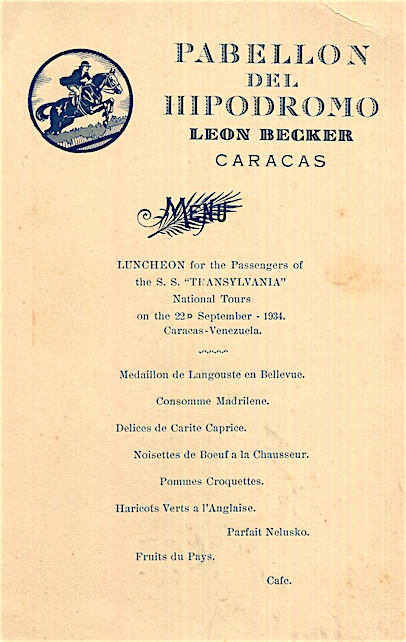 PABELLON
DEL
HIPODROMO
LEON BECKER
CARACAS
MENU
LUNCHEON for the Passengers of
the S. S. "TRANSYLVANIA"
National Tours
on the 22D September - 1934.
Caracas-Venezuela.
Medaillon de Langouste en Bellevue.
Consomme Madrilene.
Delices de Carite Caprice.
Noisettes de Boeuf a la Chausseur.
Pommes Croquettes.
Haricots Verts a l'Anglaise.
Parfait Nelusko.
Fruits du Pays.
Cafe.